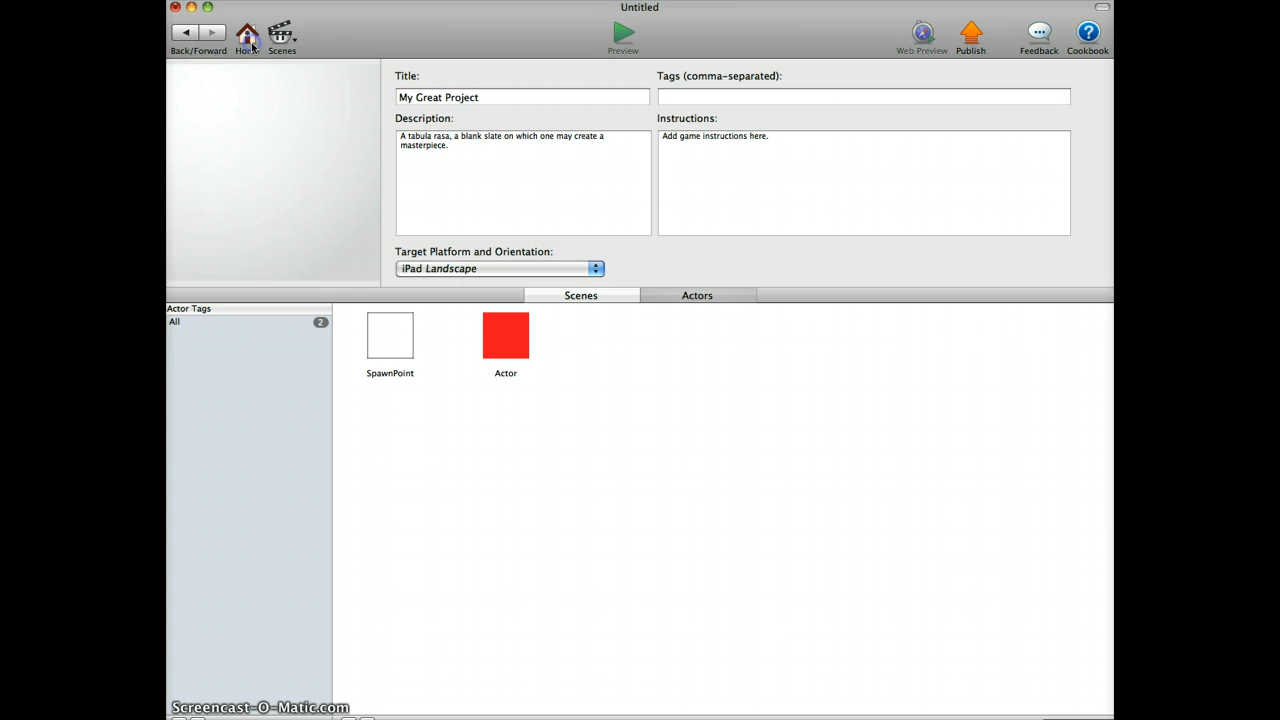 Untitled
Back/Forward
Home
Scenes
Preview
Web Preview
Publish
Feedback
Cookbook
Title:
My Great Project
Tags (comma-separated):
Description:
A tabula rasa, a blank slate on which one may create a
masterpiece.
Instructions:
Add game instructions here.
Target Platform and Orientation:
iPad Landscape
Scenes
Actors
Actor Tags
All
2
SpawnPoint
Actor
Screencast-O-Matic.com